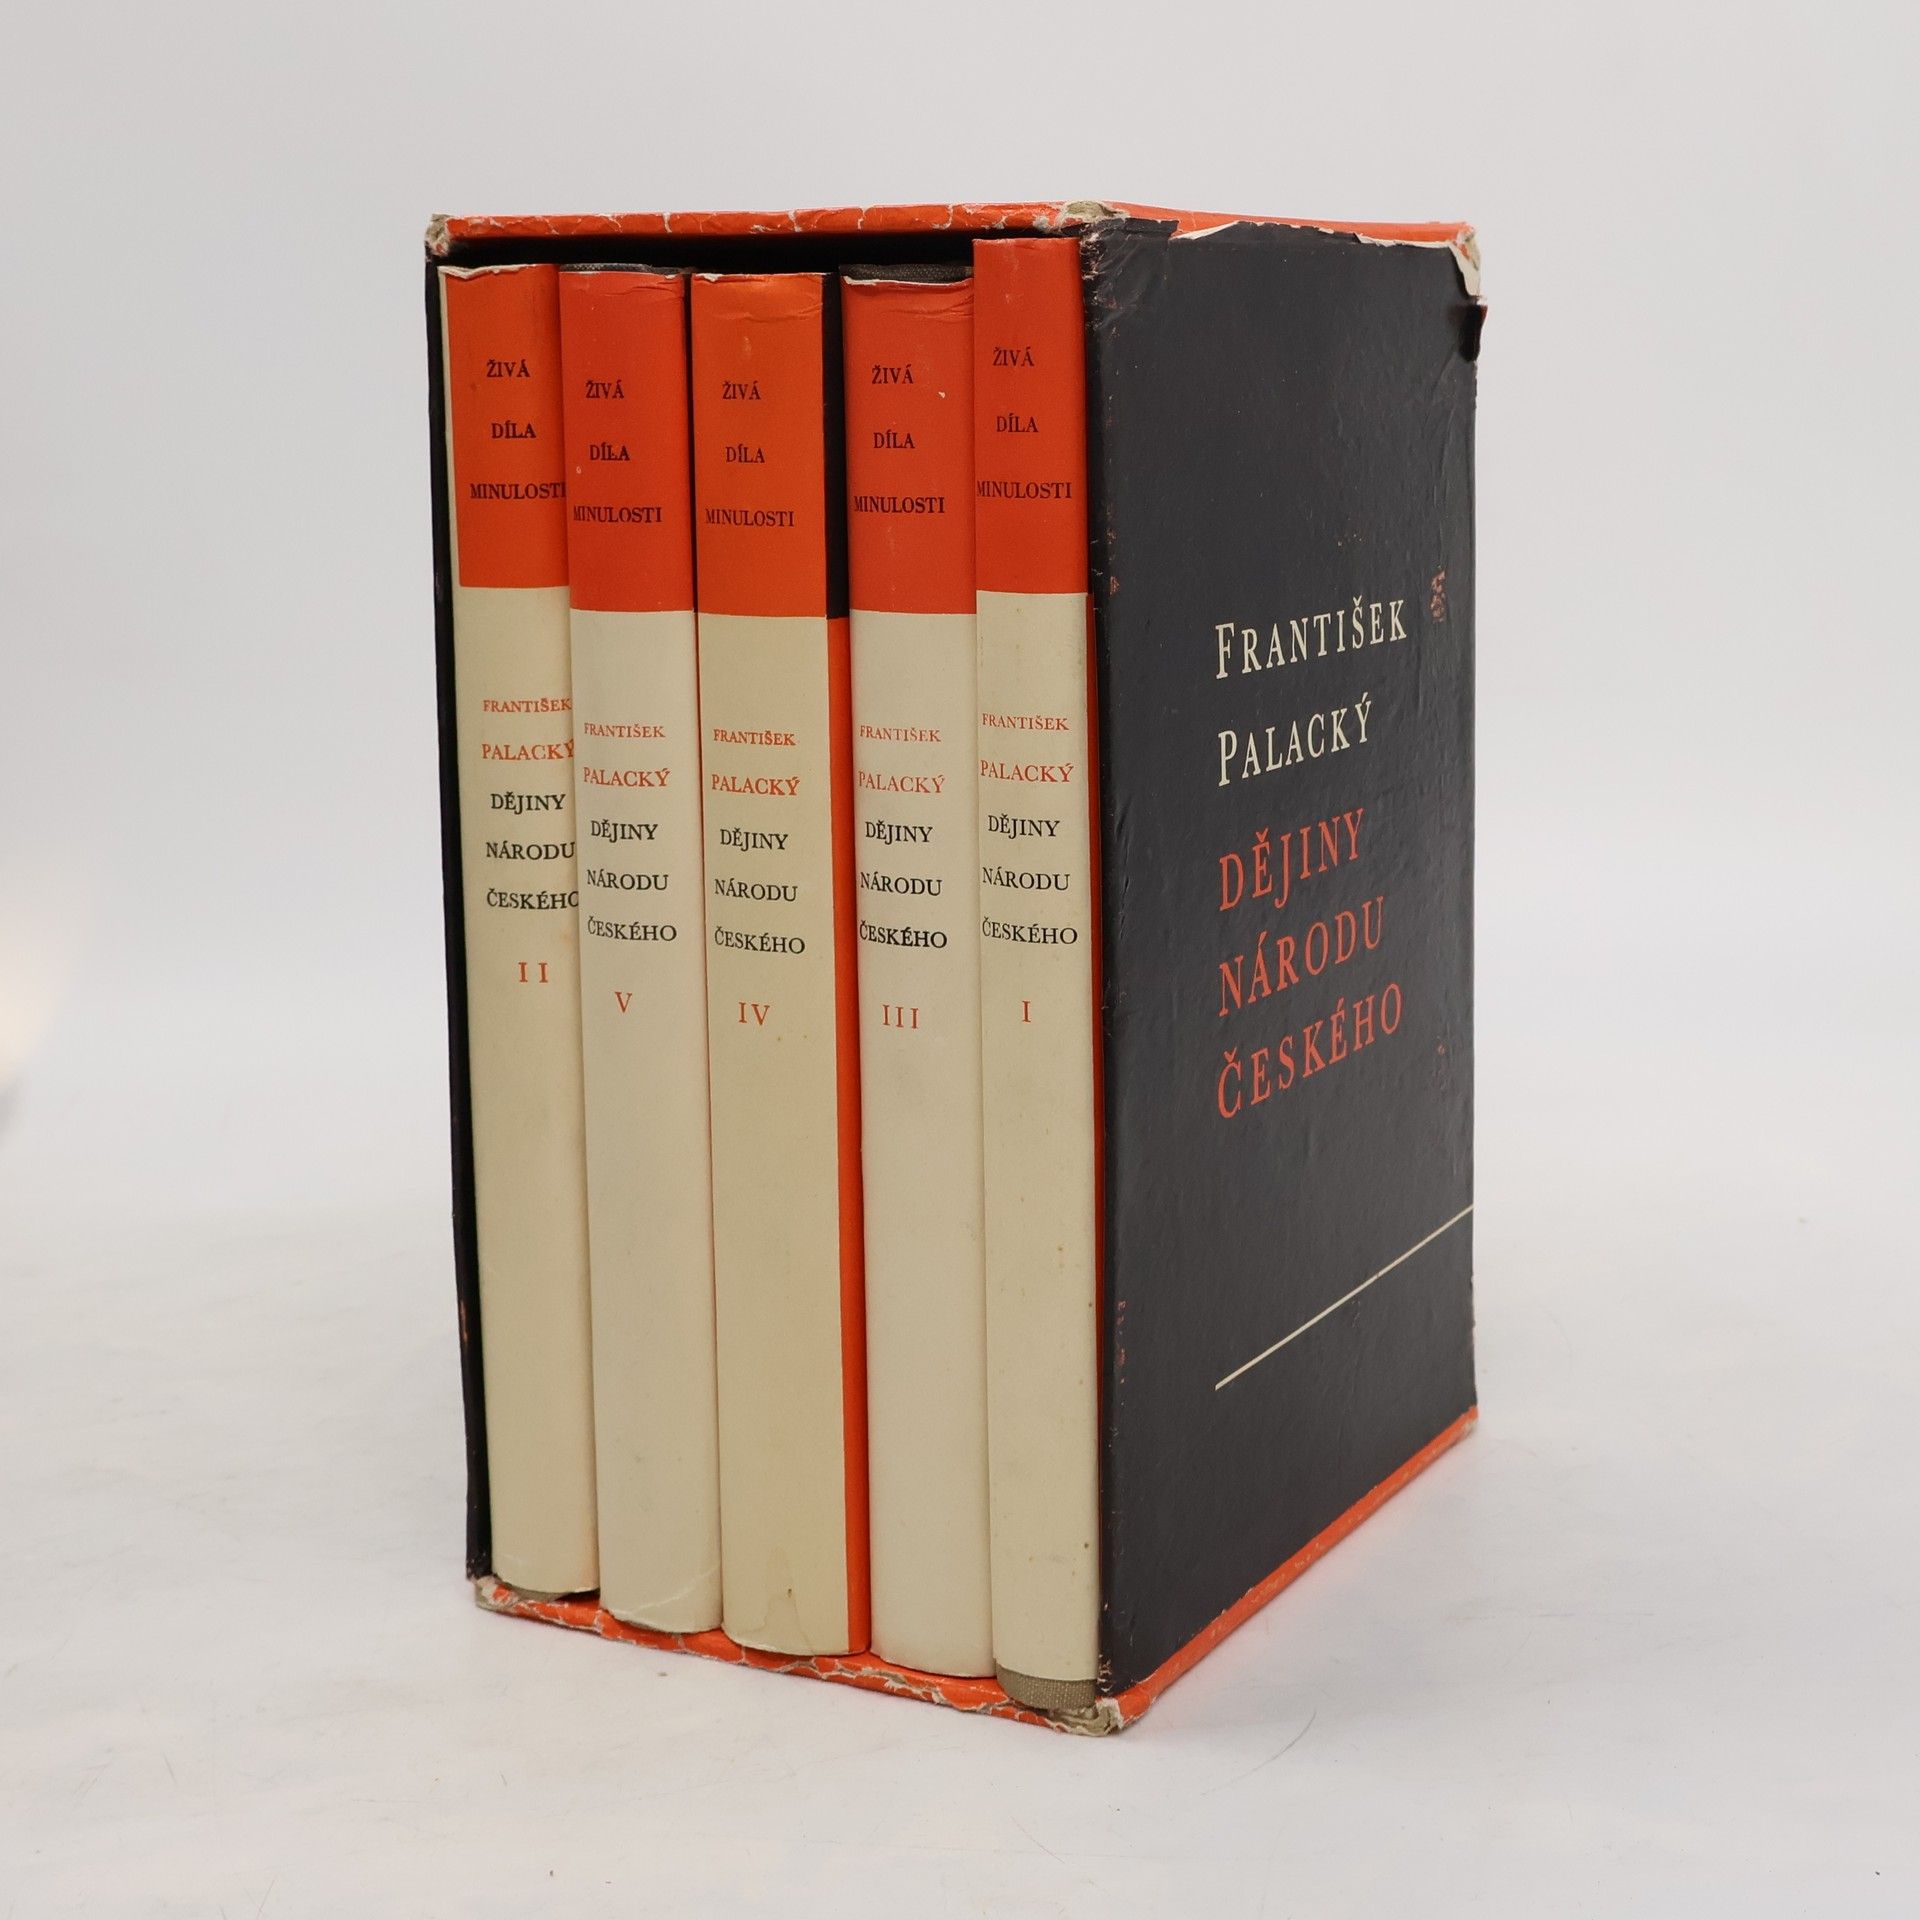 ŽIVÁ
DÍLA
MINULOSTI
FRANTIŠEK
PALACKÝ
DĚJINY
NÁRODU
ČESKÉHO
II
ŽIVÁ
DÍLA
MINULOSTI
FRANTIŠEK
PALACKÝ
DĚJINY
NÁRODU
ČESKÉHO
V
ŽIVÁ
DÍLA
MINULOSTI
FRANTIŠEK
PALACKÝ
DĚJINY
NÁRODU
ČESKÉHO
IV
ŽIVÁ
DÍLA
MINULOSTI
FRANTIŠEK
PALACKÝ
DĚJINY
NÁRODU
ČESKÉHO
III
ŽIVÁ
DÍLA
MINULOSTI
FRANTIŠEK
PALACKÝ
DĚJINY
NÁRODU
ČESKÉHO
I
FRANTIŠEK
PALACKÝ
DĚJINY
NÁRODU
ČESKÉHO